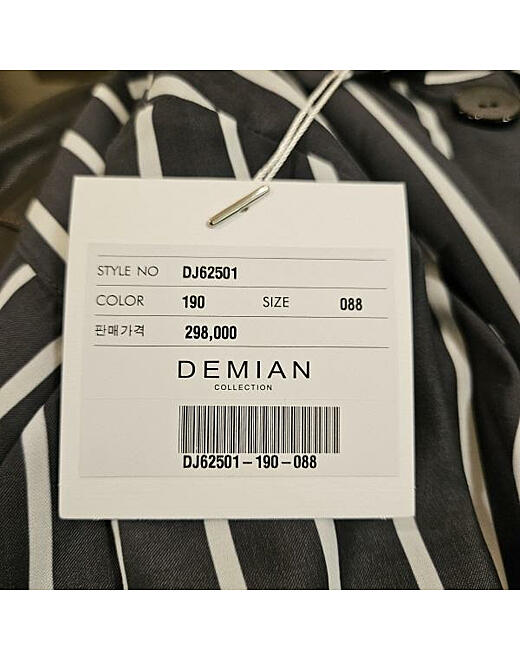 STYLE NO DJ62501
COLOR 190 SIZE 088
판매가격 298,000
DEMIAN
COLLECTION
DJ62501-190-088